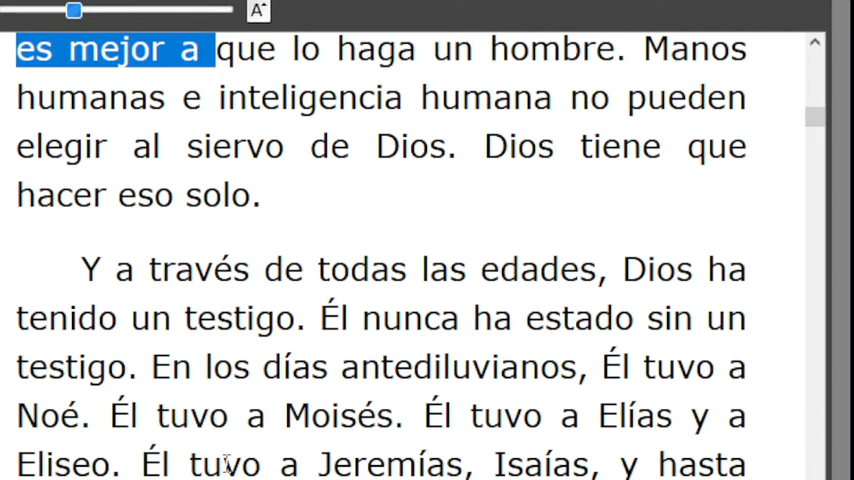 A
es mejor a que lo haga un hombre. Manos
humanas e inteligencia humana no pueden
elegir al siervo de Dios. Dios tiene que
hacer eso solo.
Y a través de todas las edades, Dios ha
tenido un testigo. Él nunca ha estado sin un
testigo. En los días antediluvianos, Él tuvo a
Noé. Él tuvo a Moisés. Él tuvo a Elías y a
Eliseo. Él tuvo a Jeremías, Isaías, y hasta